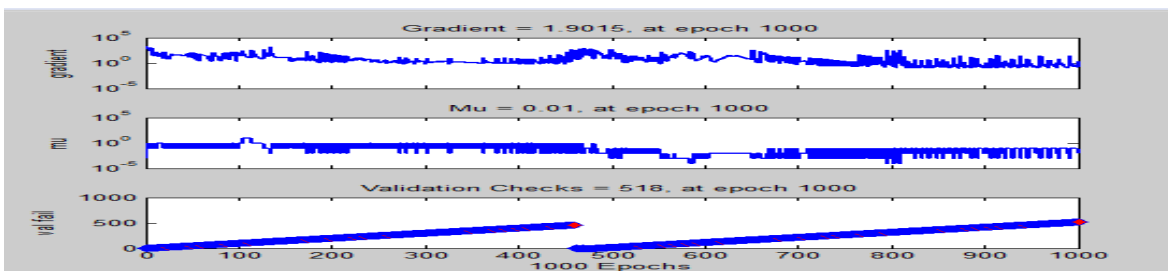 Gradient = 1.9015, at epoch 1000
gradient
10^5
10^0
10^-5
Mu = 0.01, at epoch 1000
mu
10^5
10^0
10^-5
Validation Checks = 518, at epoch 1000
val fail
1000
500
0
0 100 200 300 400 500 600 700 800 900 1000
1000 Epochs